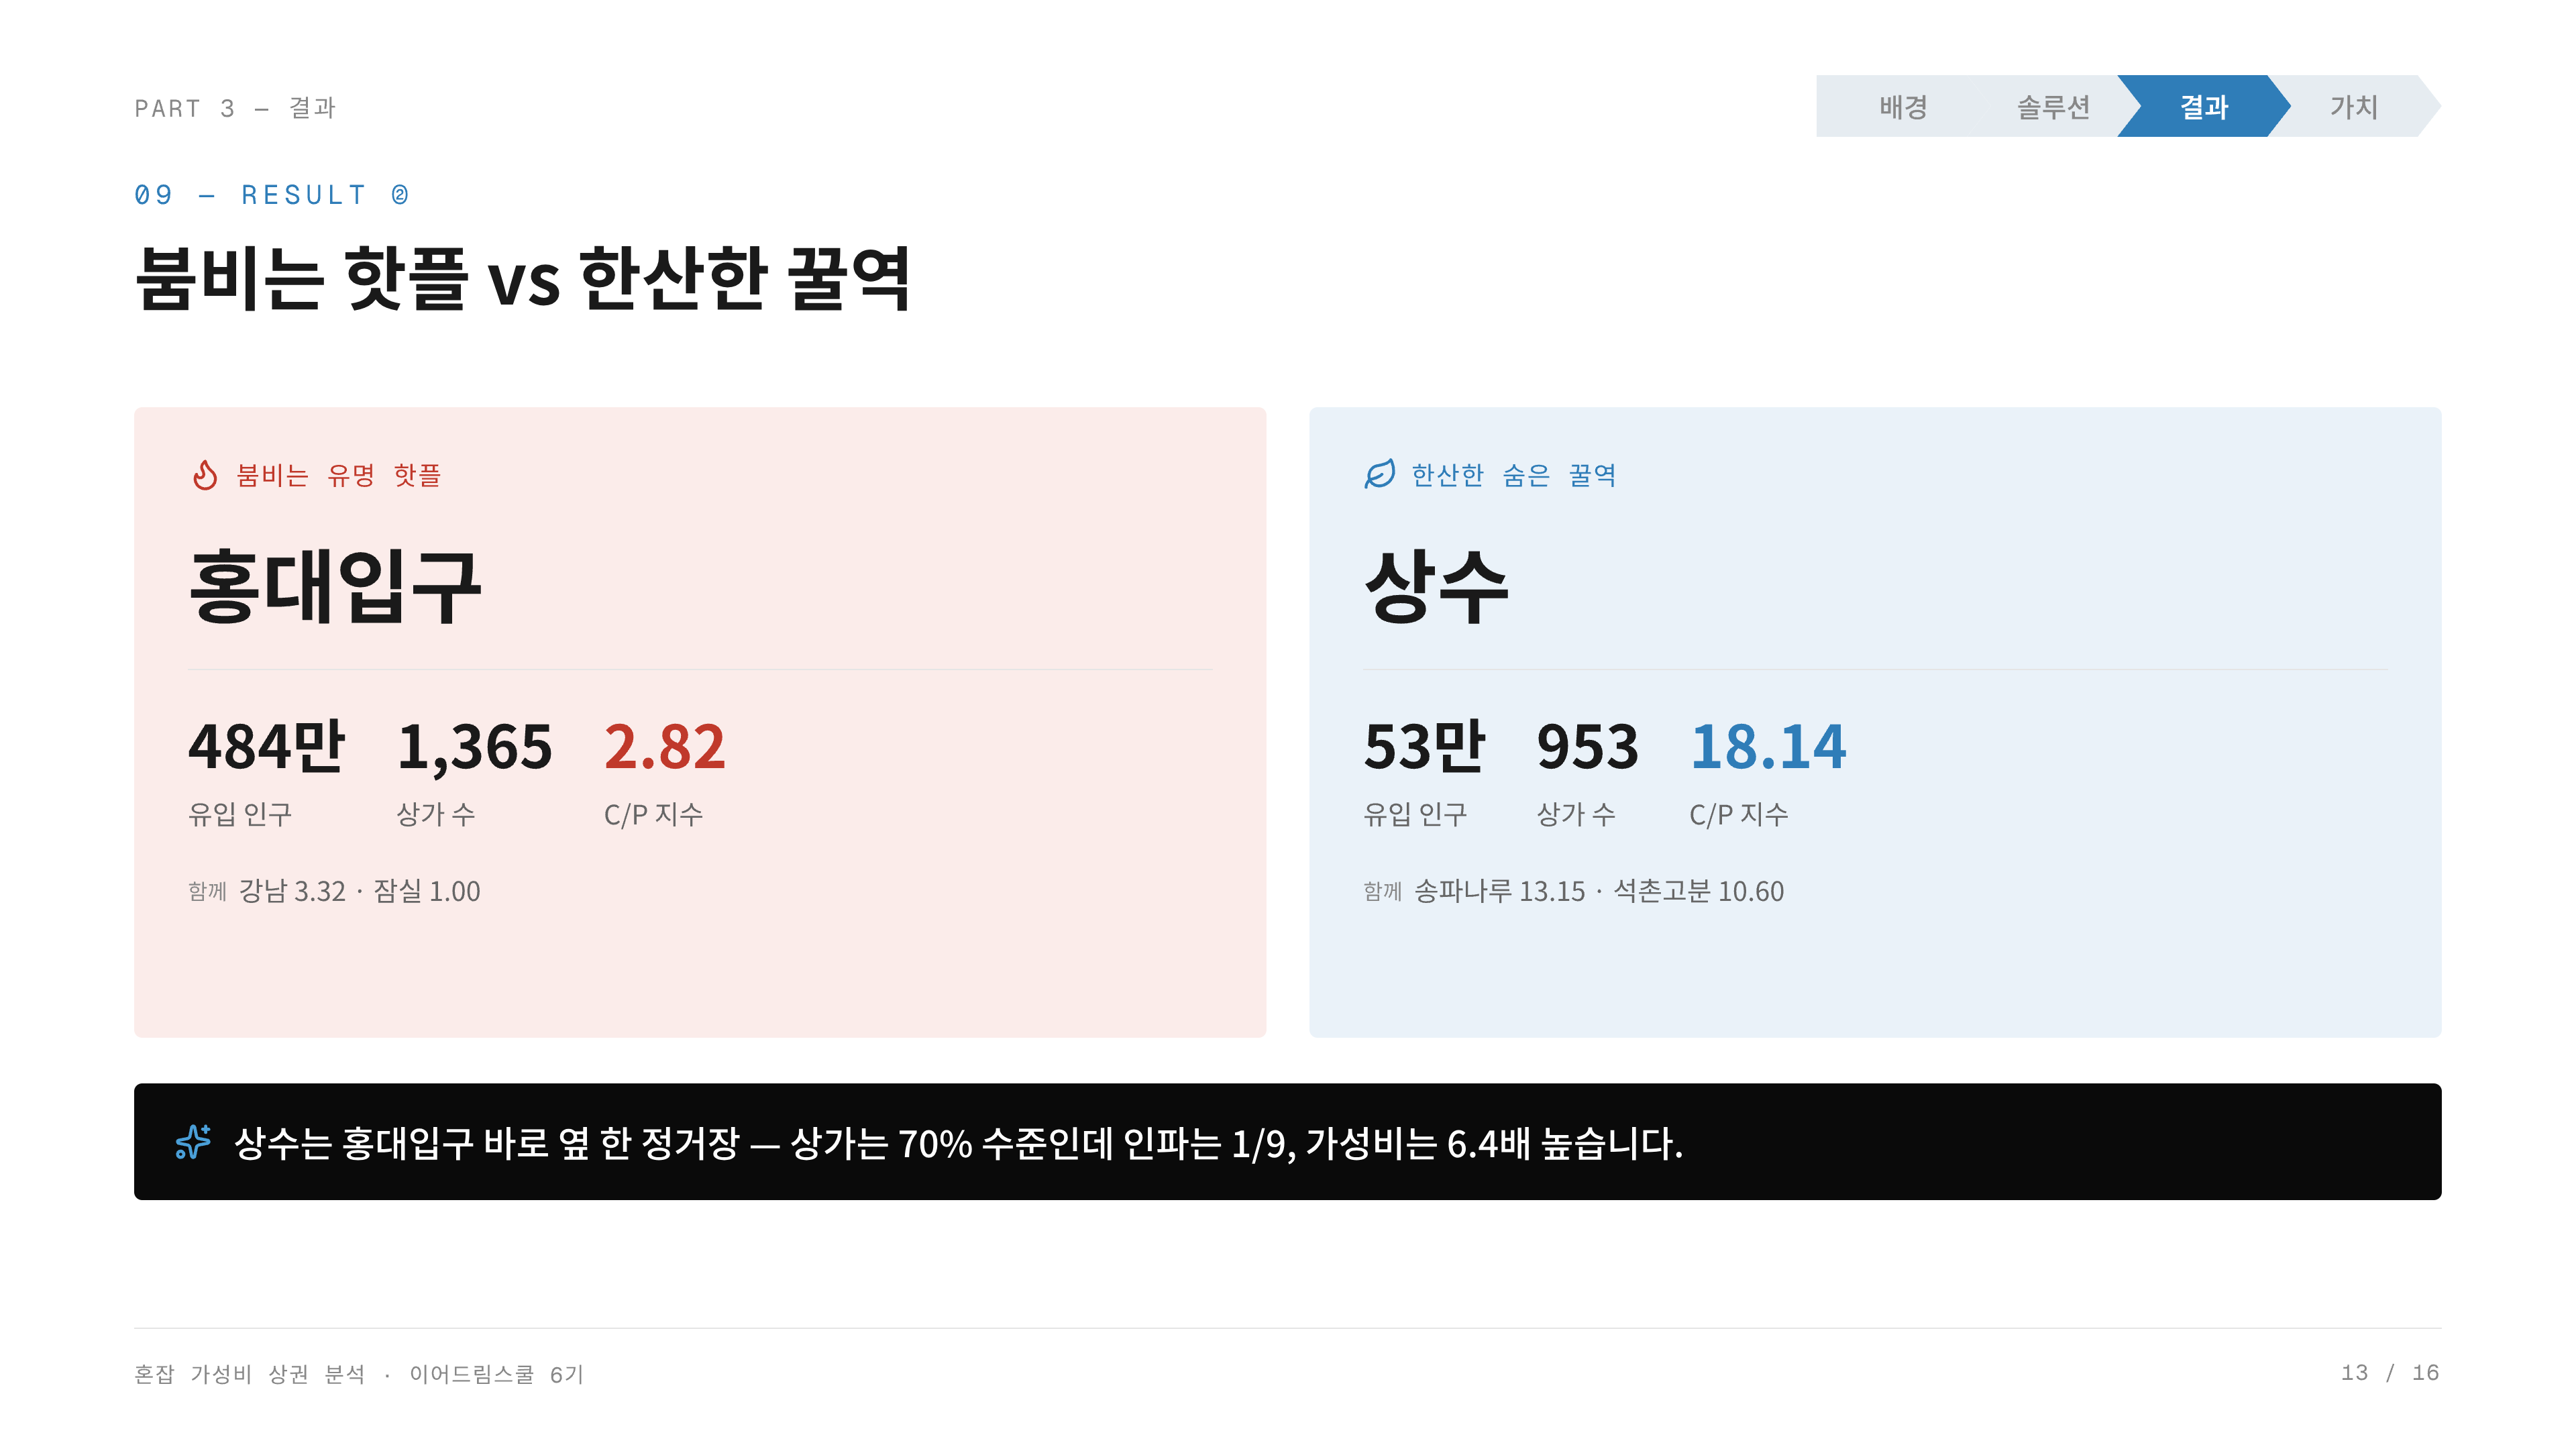 PART 3 — 결과
배경 솔루션 결과 가치
09 — RESULT ②
붐비는 핫플 vs 한산한 꿀역
붐비는 유명 핫플
홍대입구
484만 1,365 2.82
유입 인구 상가 수 C/P 지수
함께 강남 3.32 · 잠실 1.00
한산한 숨은 꿀역
상수
53만 953 18.14
유입 인구 상가 수 C/P 지수
함께 송파나루 13.15 · 석촌고분 10.60
상수는 홍대입구 바로 옆 한 정거장 — 상가는 70% 수준인데 인파는 1/9, 가성비는 6.4배 높습니다.
혼잡 가성비 상권 분석 · 이어드림스쿨 6기
13 / 16